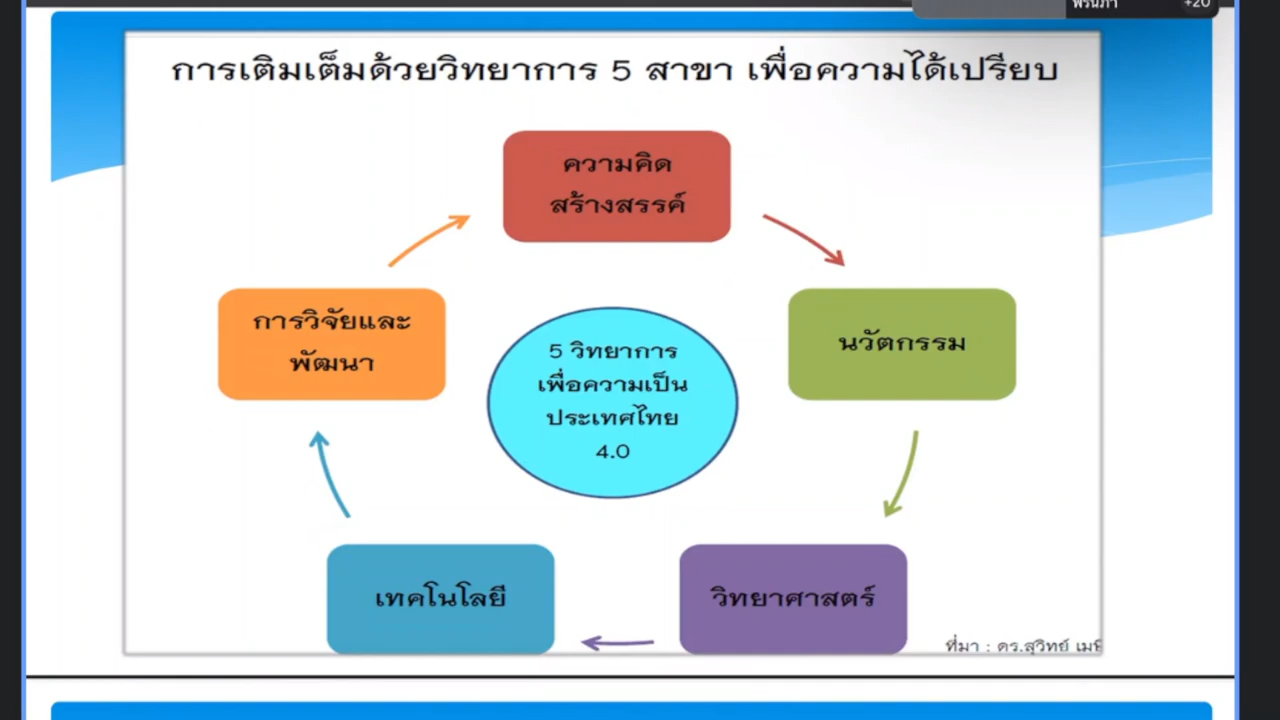 +20
การเติมเต็มด้วยวิทยาการ 5 สาขา เพื่อความได้เปรียบ
ความคิด
สร้างสรรค์
นวัตกรรม
วิทยาศาสตร์
เทคโนโลยี
การวิจัยและ
พัฒนา
5 วิทยาการ
เพื่อความเป็น
ประเทศไทย
4.0
ที่มา : ดร.สุวิทย์